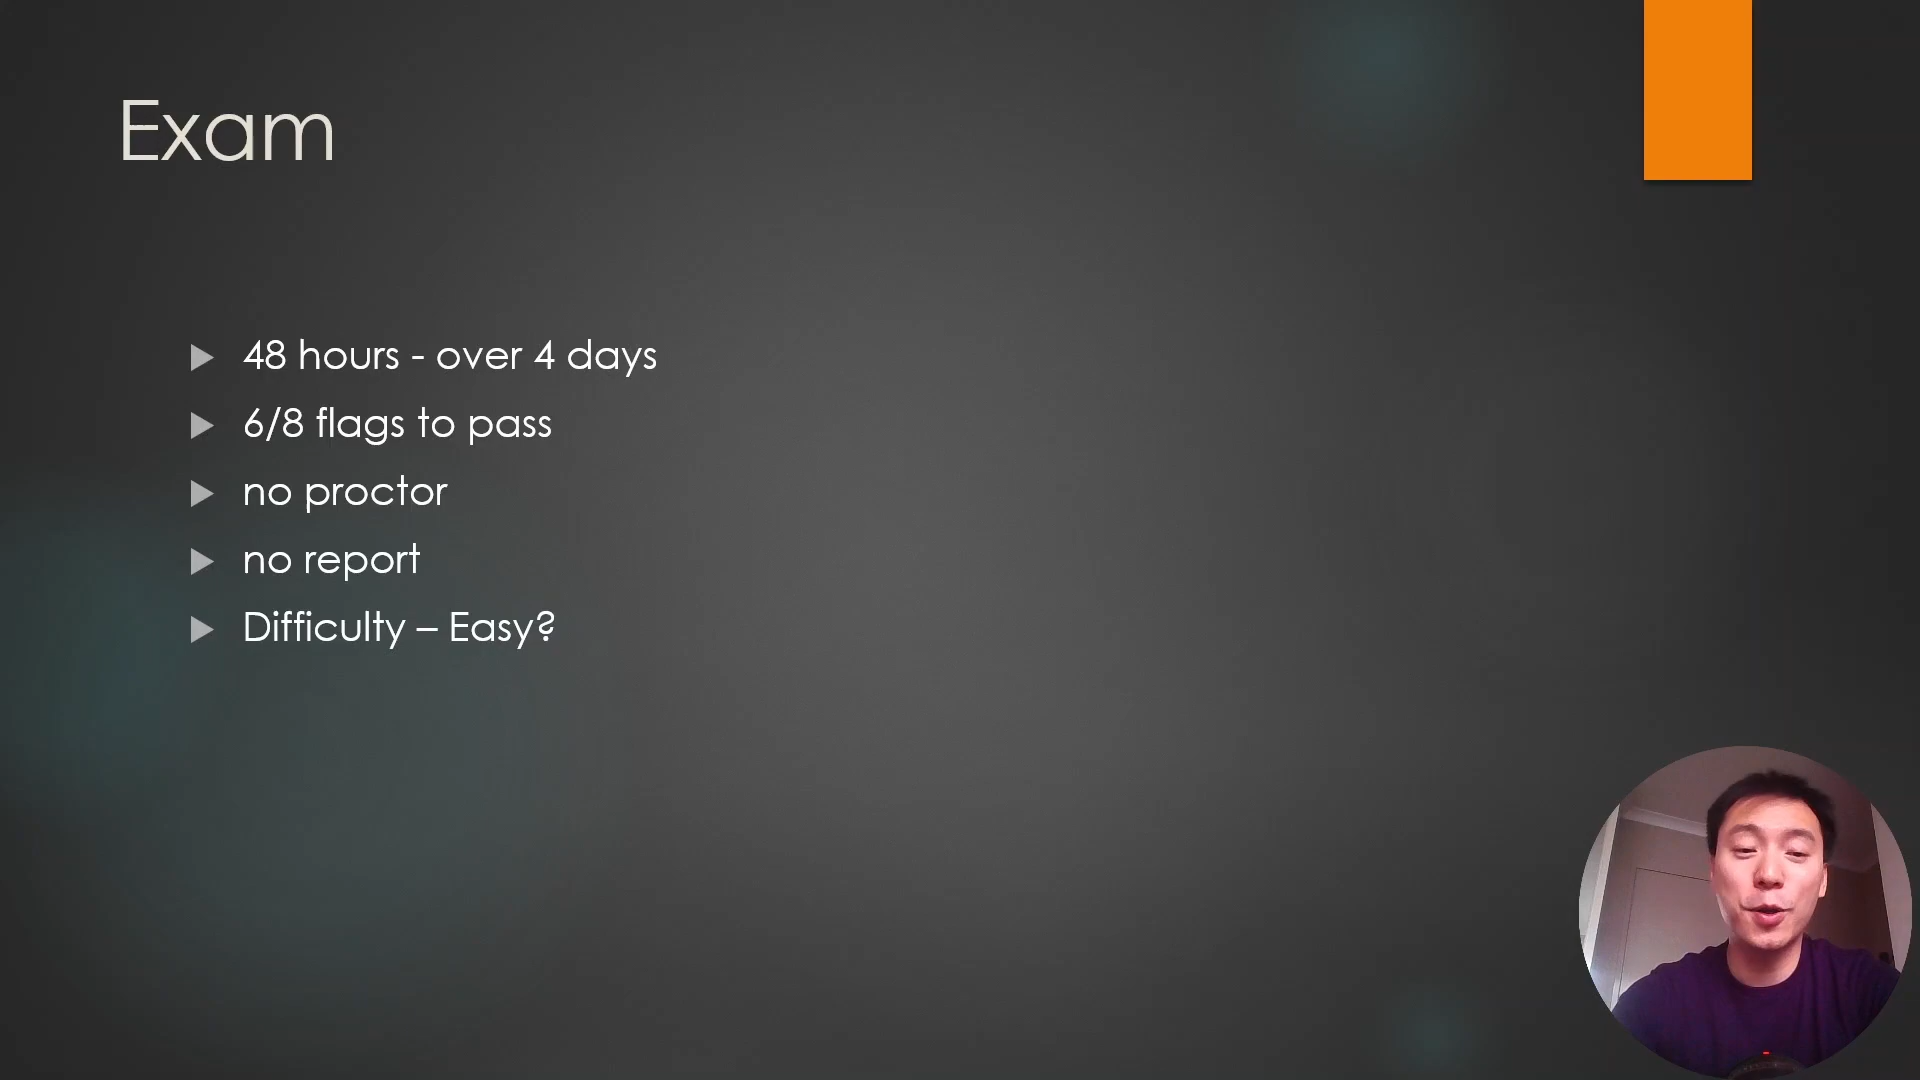 Exam
48 hours - over 4 days
6/8 flags to pass
no proctor
no report
Difficulty – Easy?